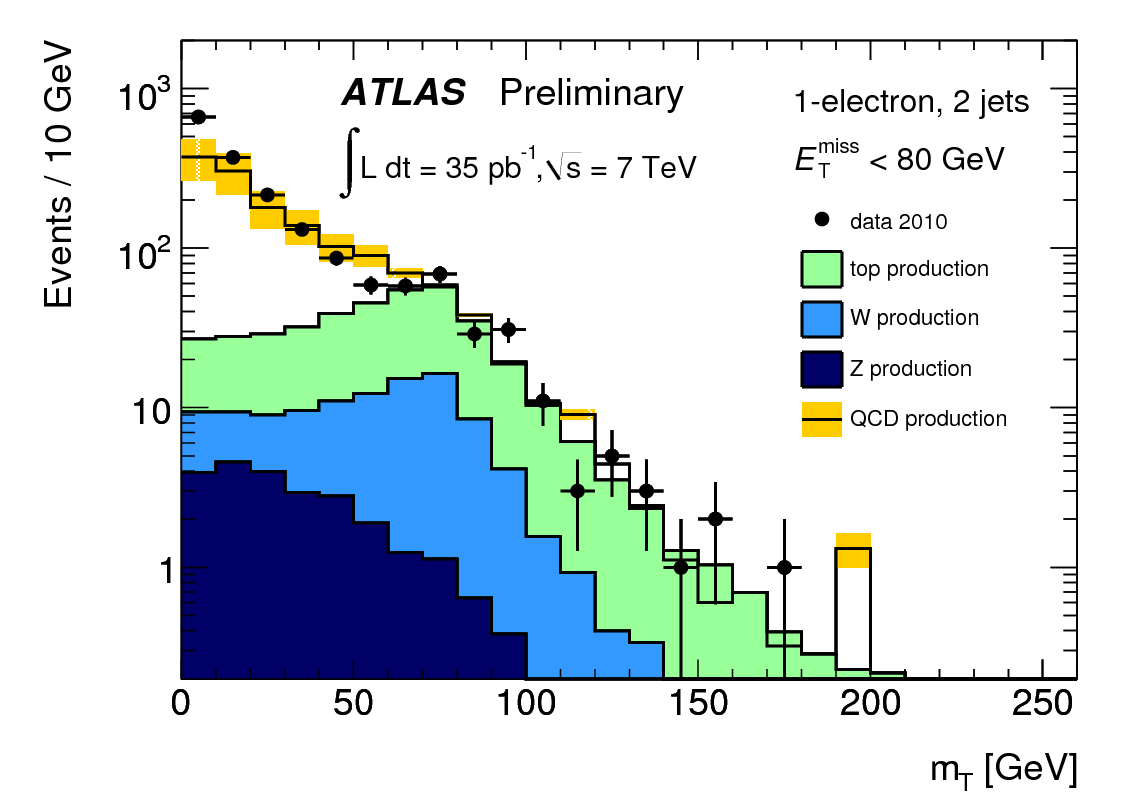 Events / 10 GeV
10³
10²
10
1
ATLAS Preliminary
∫ L dt = 35 pb⁻¹, √s = 7 TeV
1-electron, 2 jets
E_T^miss < 80 GeV
data 2010
top production
W production
Z production
QCD production
0 50 100 150 200 250
m_T [GeV]